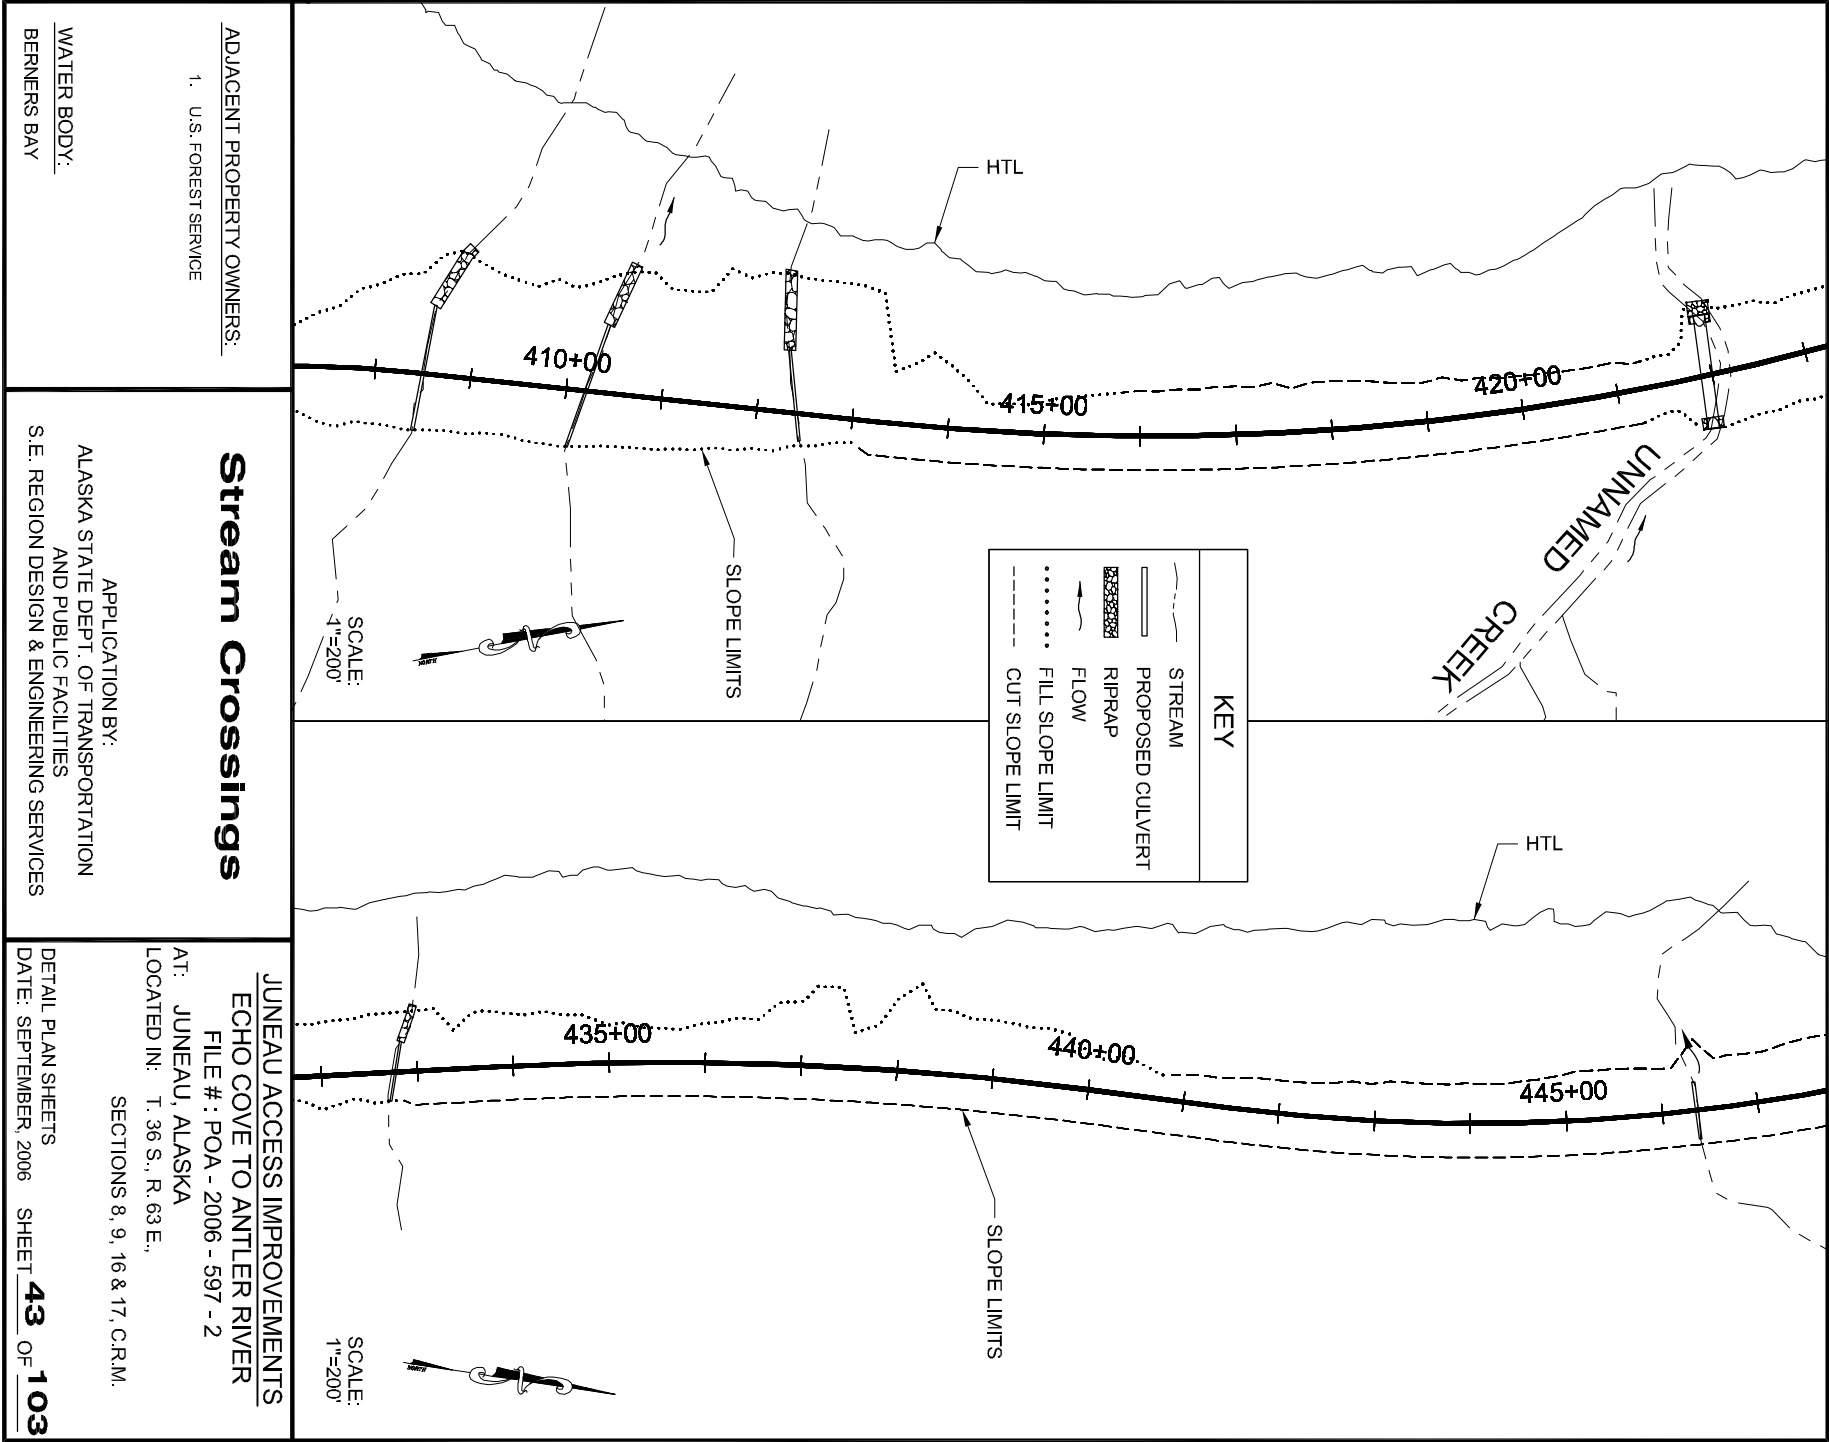 HTL
410+00
415+00
420+00
UNNAMED
CREEK
SLOPE LIMITS
SCALE:
1"=200'
NORTH
KEY
STREAM
PROPOSED CULVERT
RIPRAP
FLOW
FILL SLOPE LIMIT
CUT SLOPE LIMIT
HTL
435+00
440+00
445+00
SLOPE LIMITS
SCALE:
1"=200'
NORTH
ADJACENT PROPERTY OWNERS:
1. U.S. FOREST SERVICE
WATER BODY:
BERNERS BAY
Stream Crossings
APPLICATION BY:
ALASKA STATE DEPT. OF TRANSPORTATION
AND PUBLIC FACILITIES
S.E. REGION DESIGN & ENGINEERING SERVICES
JUNEAU ACCESS IMPROVEMENTS
ECHO COVE TO ANTLER RIVER
FILE # : POA - 2006 - 597 - 2
AT: JUNEAU, ALASKA
LOCATED IN: T. 36 S., R. 63 E.,
SECTIONS 8, 9, 16 & 17, C.R.M.
DETAIL PLAN SHEETS
DATE: SEPTEMBER, 2006 SHEET 43 OF 103